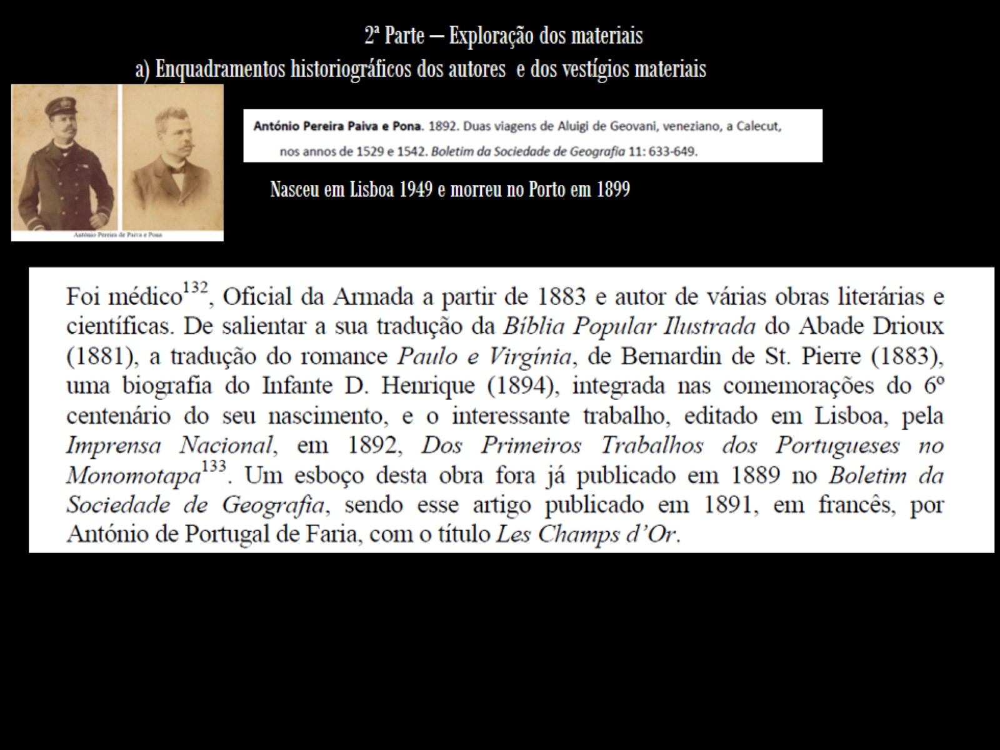 2ª Parte – Exploração dos materiais
a) Enquadramentos historiográficos dos autores e dos vestígios materiais
António Pereira Paiva e Pona. 1892. Duas viagens de Aluigi de Geovani, veneziano, a Calecut,
nos annos de 1529 e 1542. Boletim da Sociedade de Geografia 11: 633-649.
Nasceu em Lisboa 1949 e morreu no Porto em 1899
António Pereira de Paiva e Pona
Foi médico132, Oficial da Armada a partir de 1883 e autor de várias obras literárias e
científicas. De salientar a sua tradução da Bíblia Popular Ilustrada do Abade Drioux
(1881), a tradução do romance Paulo e Virgínia, de Bernardin de St. Pierre (1883),
uma biografia do Infante D. Henrique (1894), integrada nas comemorações do 6º
centenário do seu nascimento, e o interessante trabalho, editado em Lisboa, pela
Imprensa Nacional, em 1892, Dos Primeiros Trabalhos dos Portugueses no
Monomotapa133. Um esboço desta obra fora já publicado em 1889 no Boletim da
Sociedade de Geografia, sendo esse artigo publicado em 1891, em francês, por
António de Portugal de Faria, com o título Les Champs d'Or.